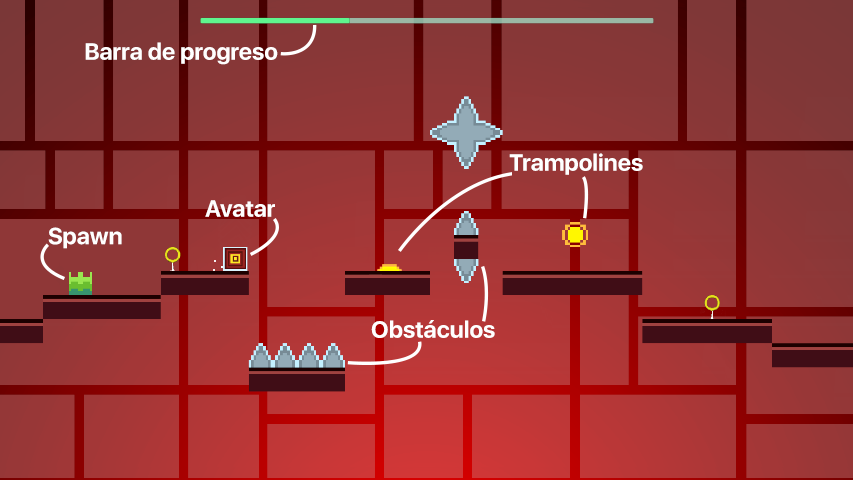 Barra de progreso
Trampolines
Avatar
Spawn
Obstáculos